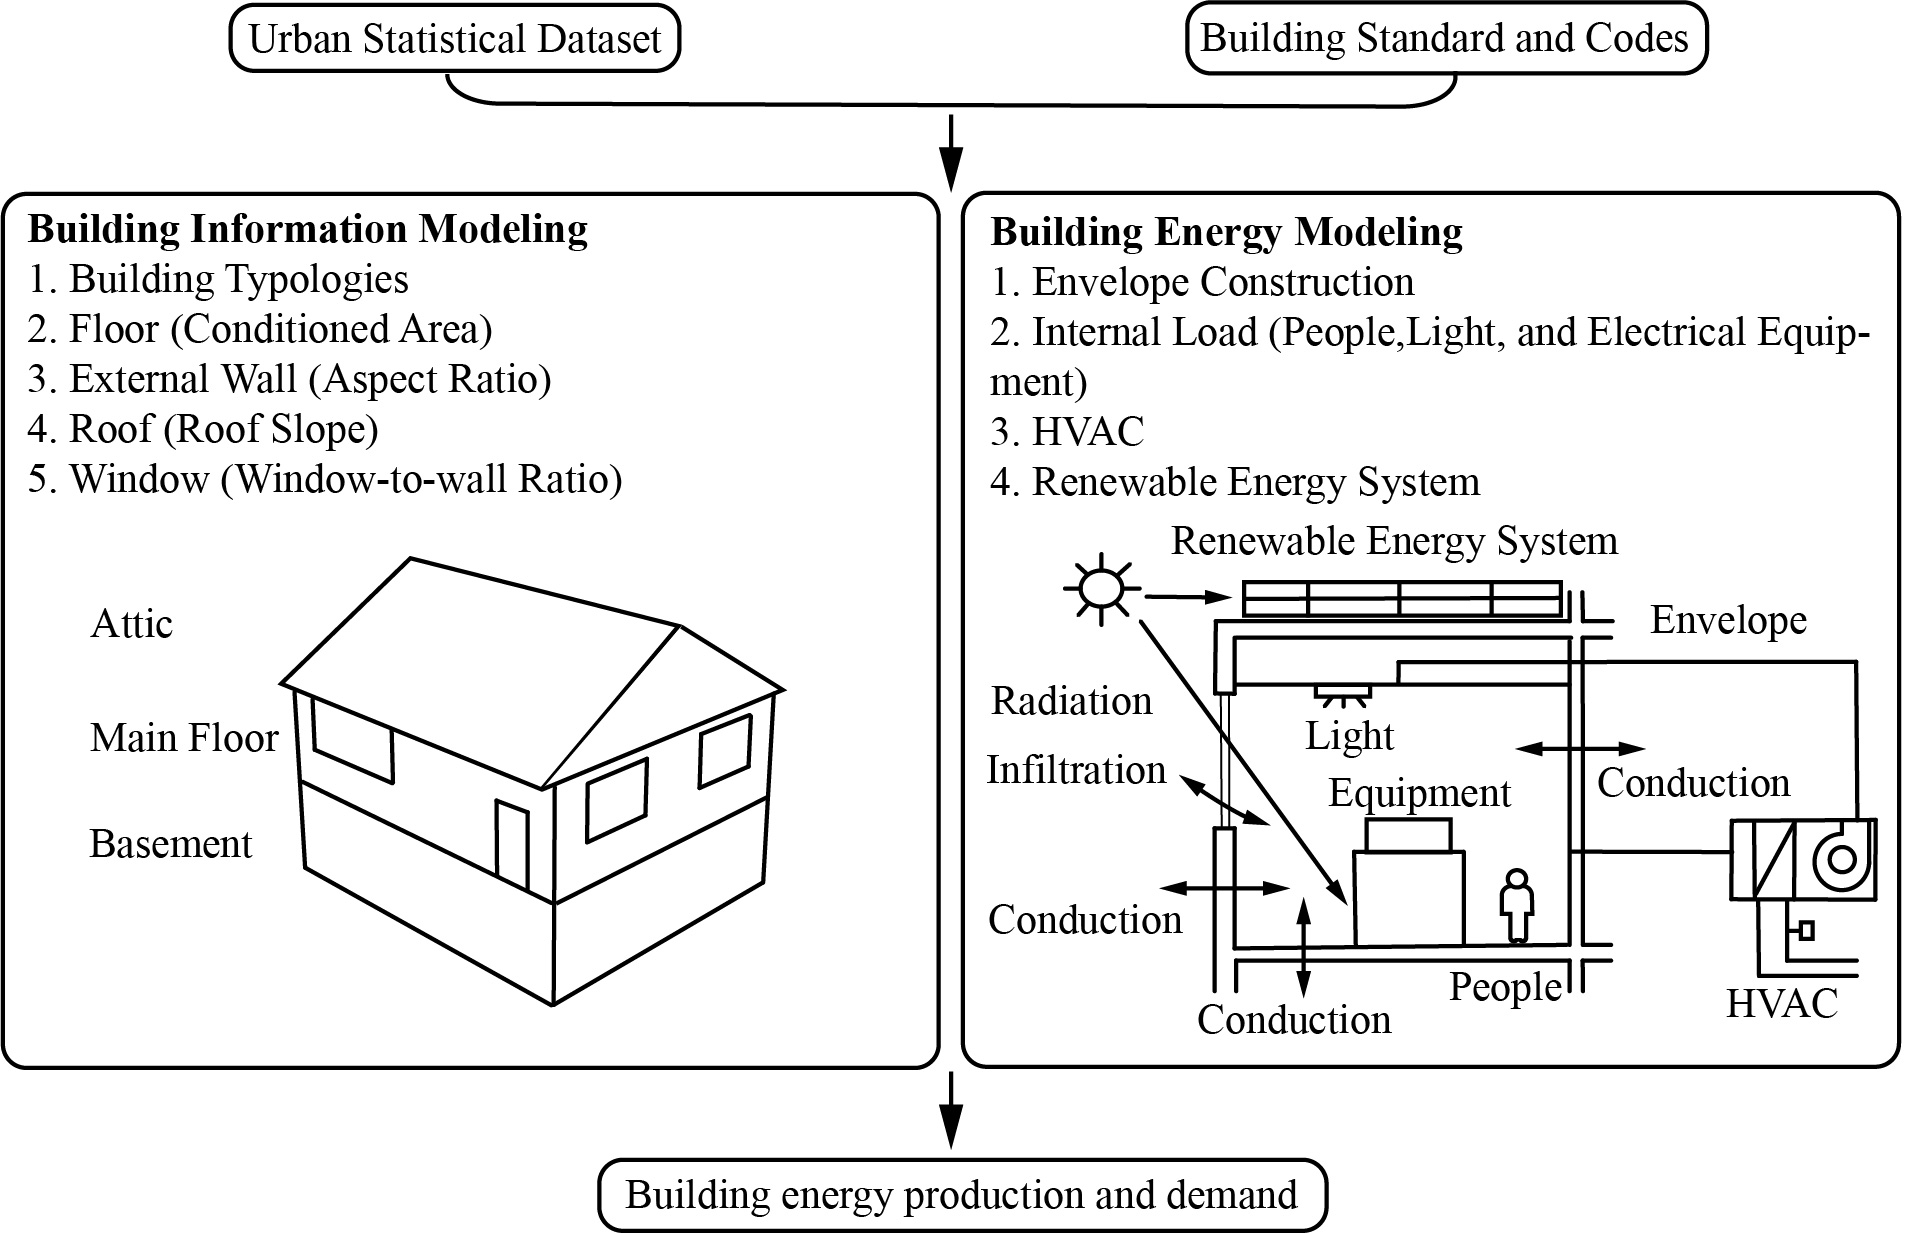 Urban Statistical Dataset
Building Standard and Codes
Building Information Modeling
1. Building Typologies
2. Floor (Conditioned Area)
3. External Wall (Aspect Ratio)
4. Roof (Roof Slope)
5. Window (Window-to-wall Ratio)
Attic
Main Floor
Basement
Building Energy Modeling
1. Envelope Construction
2. Internal Load (People,Light, and Electrical Equip-
ment)
3. HVAC
4. Renewable Energy System
Renewable Energy System
Envelope
Radiation
Light
Infiltration
Conduction
Equipment
Conduction
People
HVAC
Conduction
Building energy production and demand